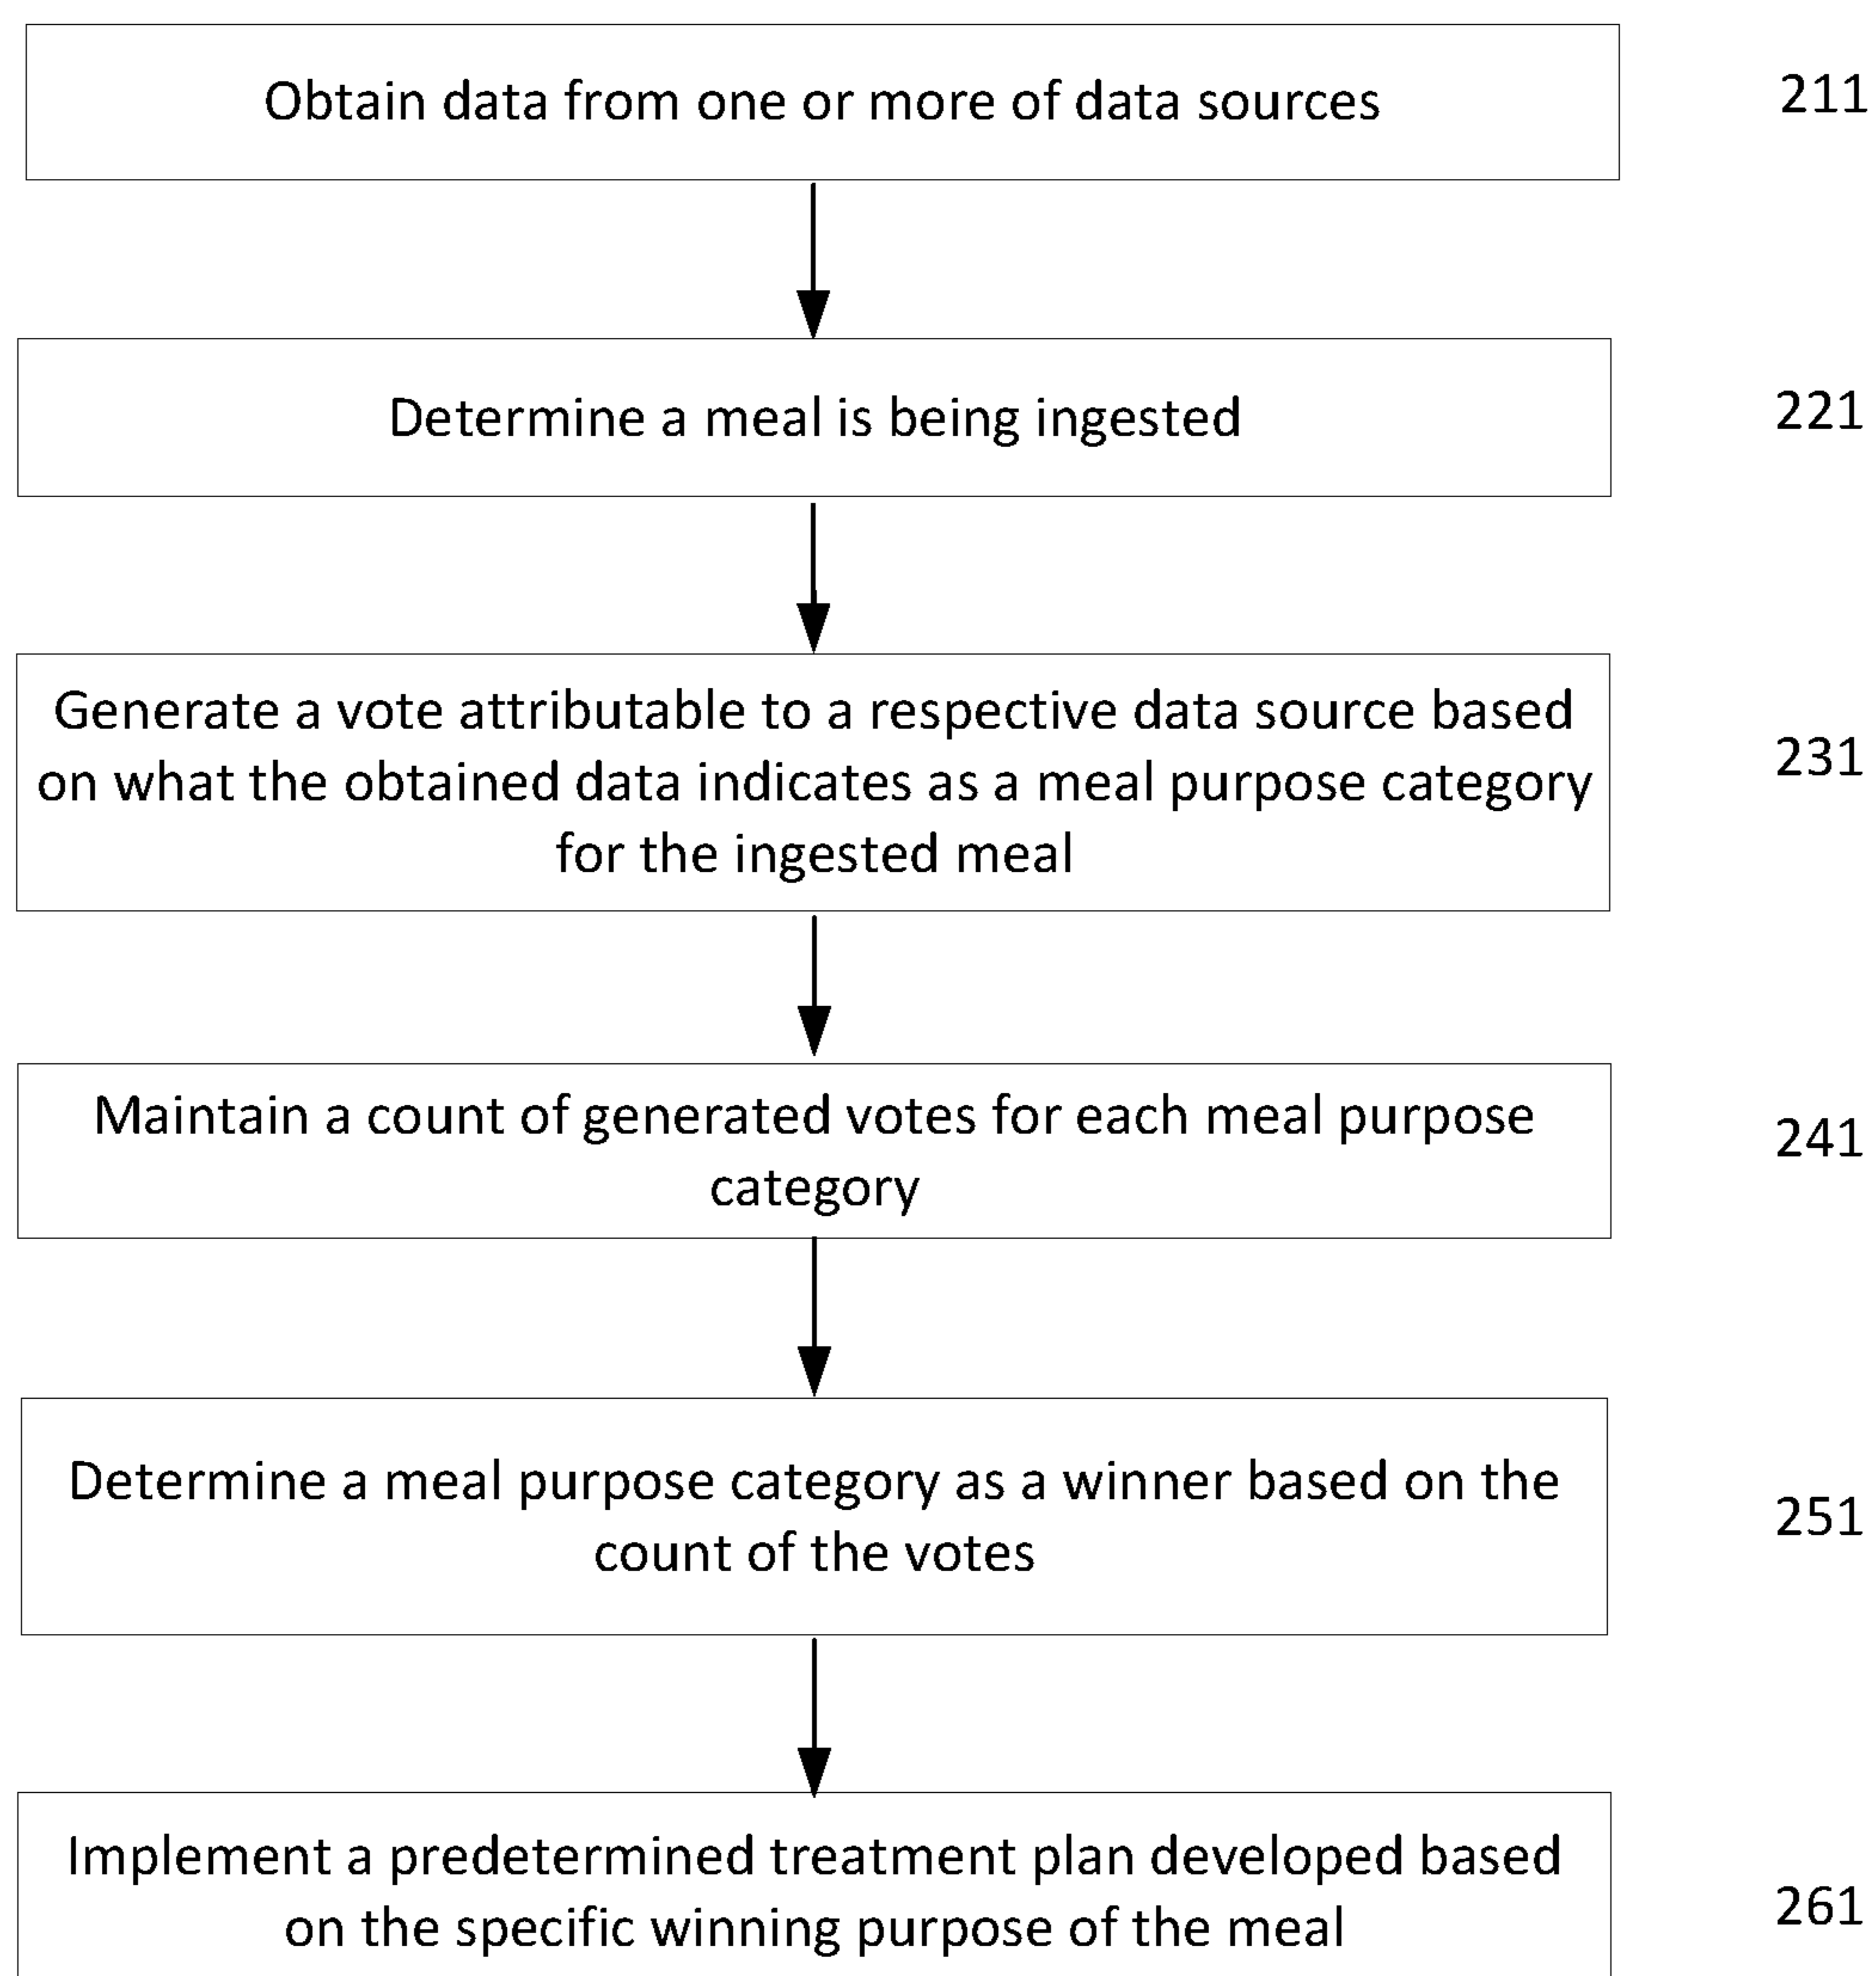 Obtain data from one or more of data sources
211
Determine a meal is being ingested
221
Generate a vote attributable to a respective data source based
on what the obtained data indicates as a meal purpose category
for the ingested meal
231
Maintain a count of generated votes for each meal purpose
category
241
Determine a meal purpose category as a winner based on the
count of the votes
251
Implement a predetermined treatment plan developed based
on the specific winning purpose of the meal
261